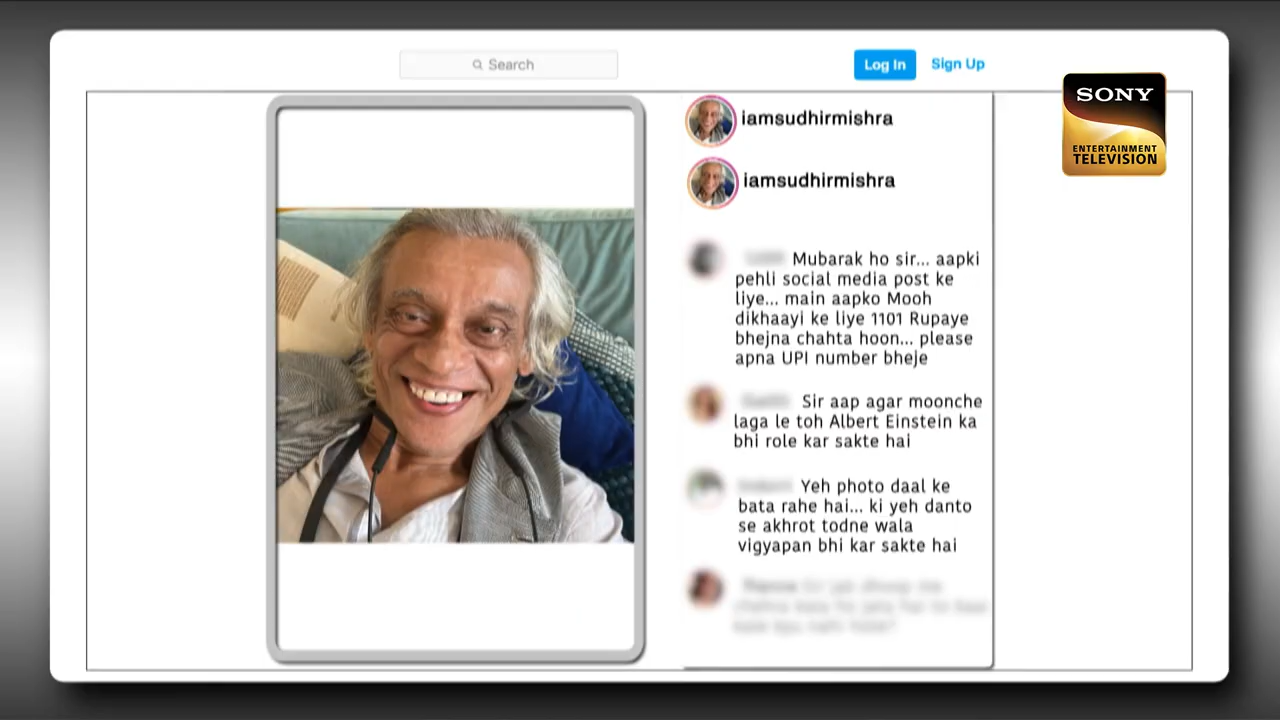 Search
Log In
Sign Up
SONY
ENTERTAINMENT
TELEVISION
iamsudhirmishra
iamsudhirmishra
Mubarak ho sir... aapki
pehli social media post ke
liye... main aapko Mooh
dikhaayi ke liye 1101 Rupaye
bhejna chahta hoon... please
apna UPI number bheje
Sir aap agar moonche
laga le toh Albert Einstein ka
bhi role kar sakte hai
Yeh photo daal ke
bata rahe hai... ki yeh danto
se akhrot todne wala
vigyapan bhi kar sakte hai